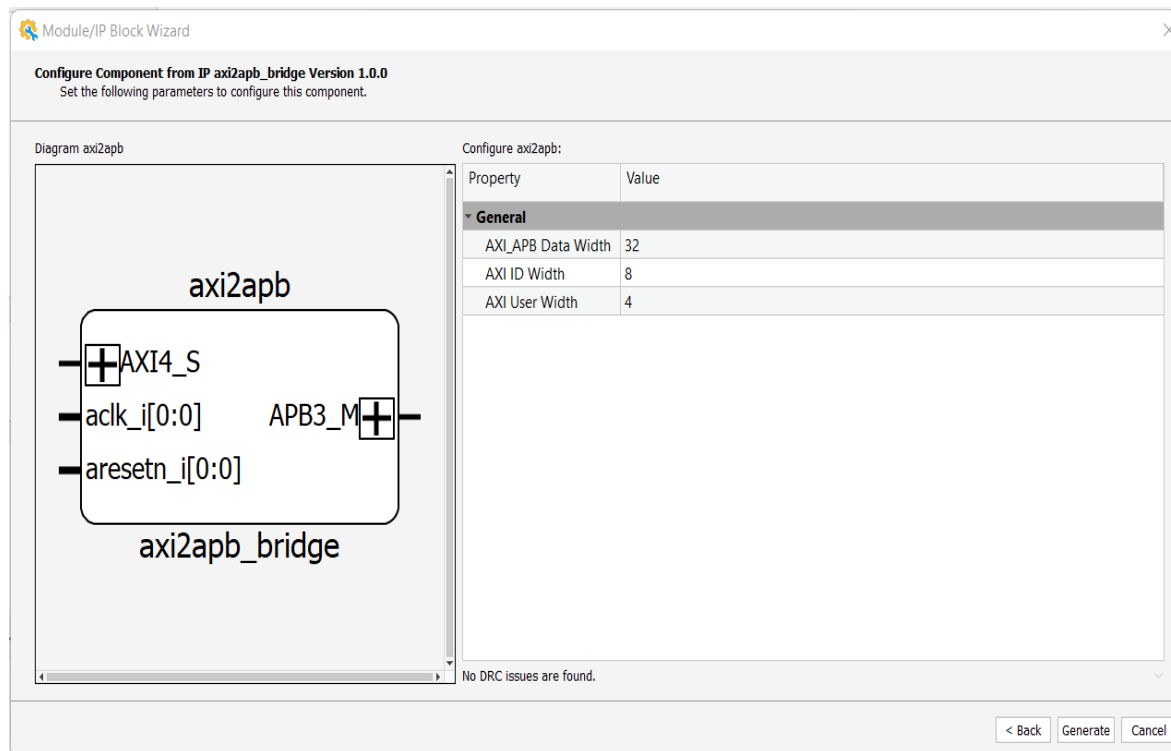 Module/IP Block Wizard
Configure Component from IP axi2apb_bridge Version 1.0.0
Set the following parameters to configure this component.
Diagram axi2apb
axi2apb
AXI4_S
aclk_i[0:0]
APB3_M
aresetn_i[0:0]
axi2apb_bridge
Configure axi2apb:
Property Value
General
AXI_APB Data Width 32
AXI ID Width 8
AXI User Width 4
No DRC issues are found.
< Back Generate Cancel